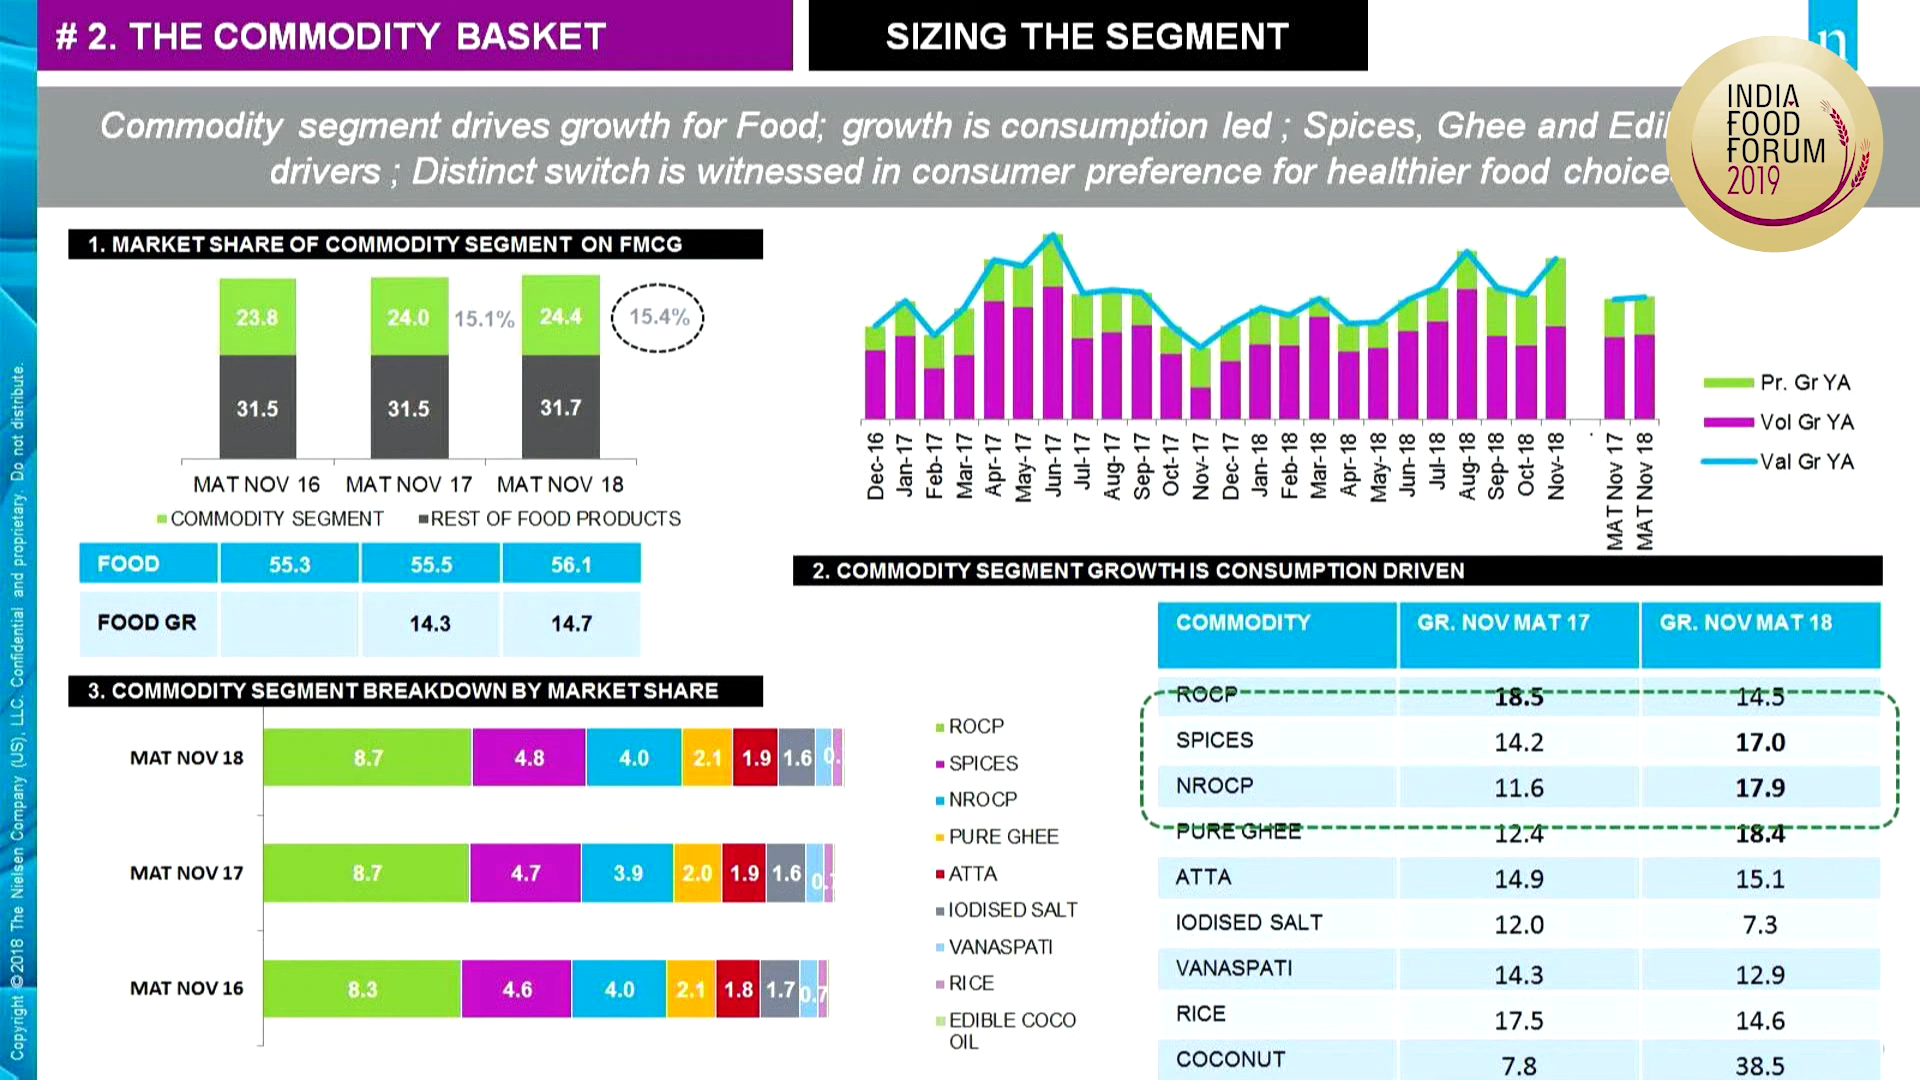 # 2. THE COMMODITY BASKET
SIZING THE SEGMENT
n
INDIA
FOOD
FORUM
2019
Commodity segment drives growth for Food; growth is consumption led ; Spices, Ghee and
drivers ; Distinct switch is witnessed in consumer preference for healthier food
1. MARKET SHARE OF COMMODITY SEGMENT ON FMCG
23.8 24.0 15.1% 24.4 15.4%
31.5 31.5 31.7
MAT NOV 16 MAT NOV 17 MAT NOV 18
COMMODITY SEGMENT REST OF FOOD PRODUCTS
FOOD 55.3 55.5 56.1
FOOD GR 14.3 14.7
Pr. Gr YA
Vol Gr YA
Val Gr YA
Dec-16
Jan-17
Feb-17
Mar-17
Apr-17
May-17
Jun-17
Jul-17
Aug-17
Sep-17
Oct-17
Nov-17
Dec-17
Jan-18
Feb-18
Mar-18
Apr-18
May-18
Jun-18
Jul-18
Aug-18
Sep-18
Oct-18
Nov-18
MAT Nov 17
MAT Nov 18
2. COMMODITY SEGMENT GROWTH IS CONSUMPTION DRIVEN
COMMODITY GR. NOV MAT 17 GR. NOV MAT 18
ROCP 18.5 14.5
SPICES 14.2 17.0
NROCP 11.6 17.9
PURE GHEE 12.4 18.4
ATTA 14.9 15.1
IODISED SALT 12.0 7.3
VANASPATI 14.3 12.9
RICE 17.5 14.6
COCONUT 7.8 38.5
3. COMMODITY SEGMENT BREAKDOWN BY MARKET SHARE
MAT NOV 18 8.7 4.8 4.0 2.1 1.9 1.6
MAT NOV 17 8.7 4.7 3.9 2.0 1.9 1.6
MAT NOV 16 8.3 4.6 4.0 2.1 1.8 1.7 0.7
ROCP
SPICES
NROCP
PURE GHEE
ATTA
IODISED SALT
VANASPATI
RICE
EDIBLE COCO
OIL
Copyright ©2018 The Nielsen Company (US), LLC. Confidential and proprietary. Do not distribute.